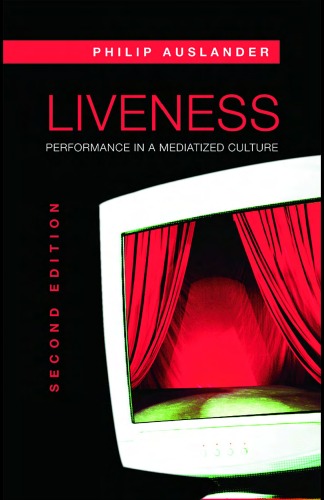 PHILIP AUSLANDER
LIVENESS
PERFORMANCE IN A MEDIATIZED CULTURE
SECOND EDITION